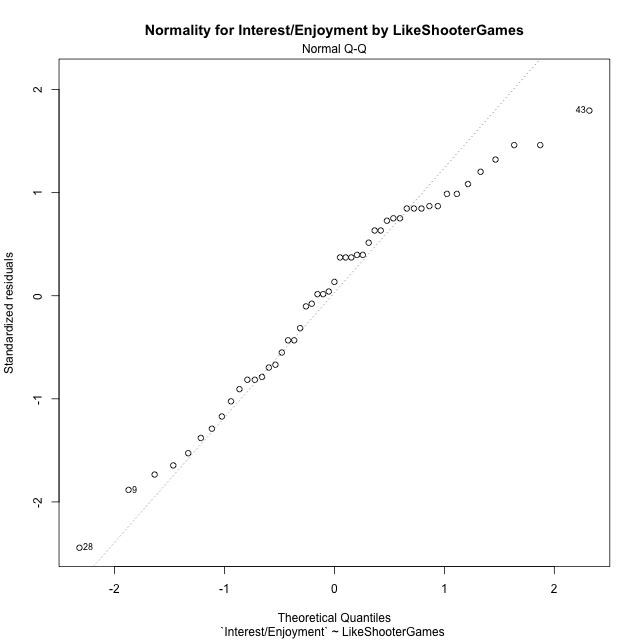 Normality for Interest/Enjoyment by LikeShooterGames
Normal Q-Q
2
1
0
-1
-2
Standardized residuals
43
9
28
-2
-1
0
1
2
Theoretical Quantiles
`Interest/Enjoyment` ~ LikeShooterGames